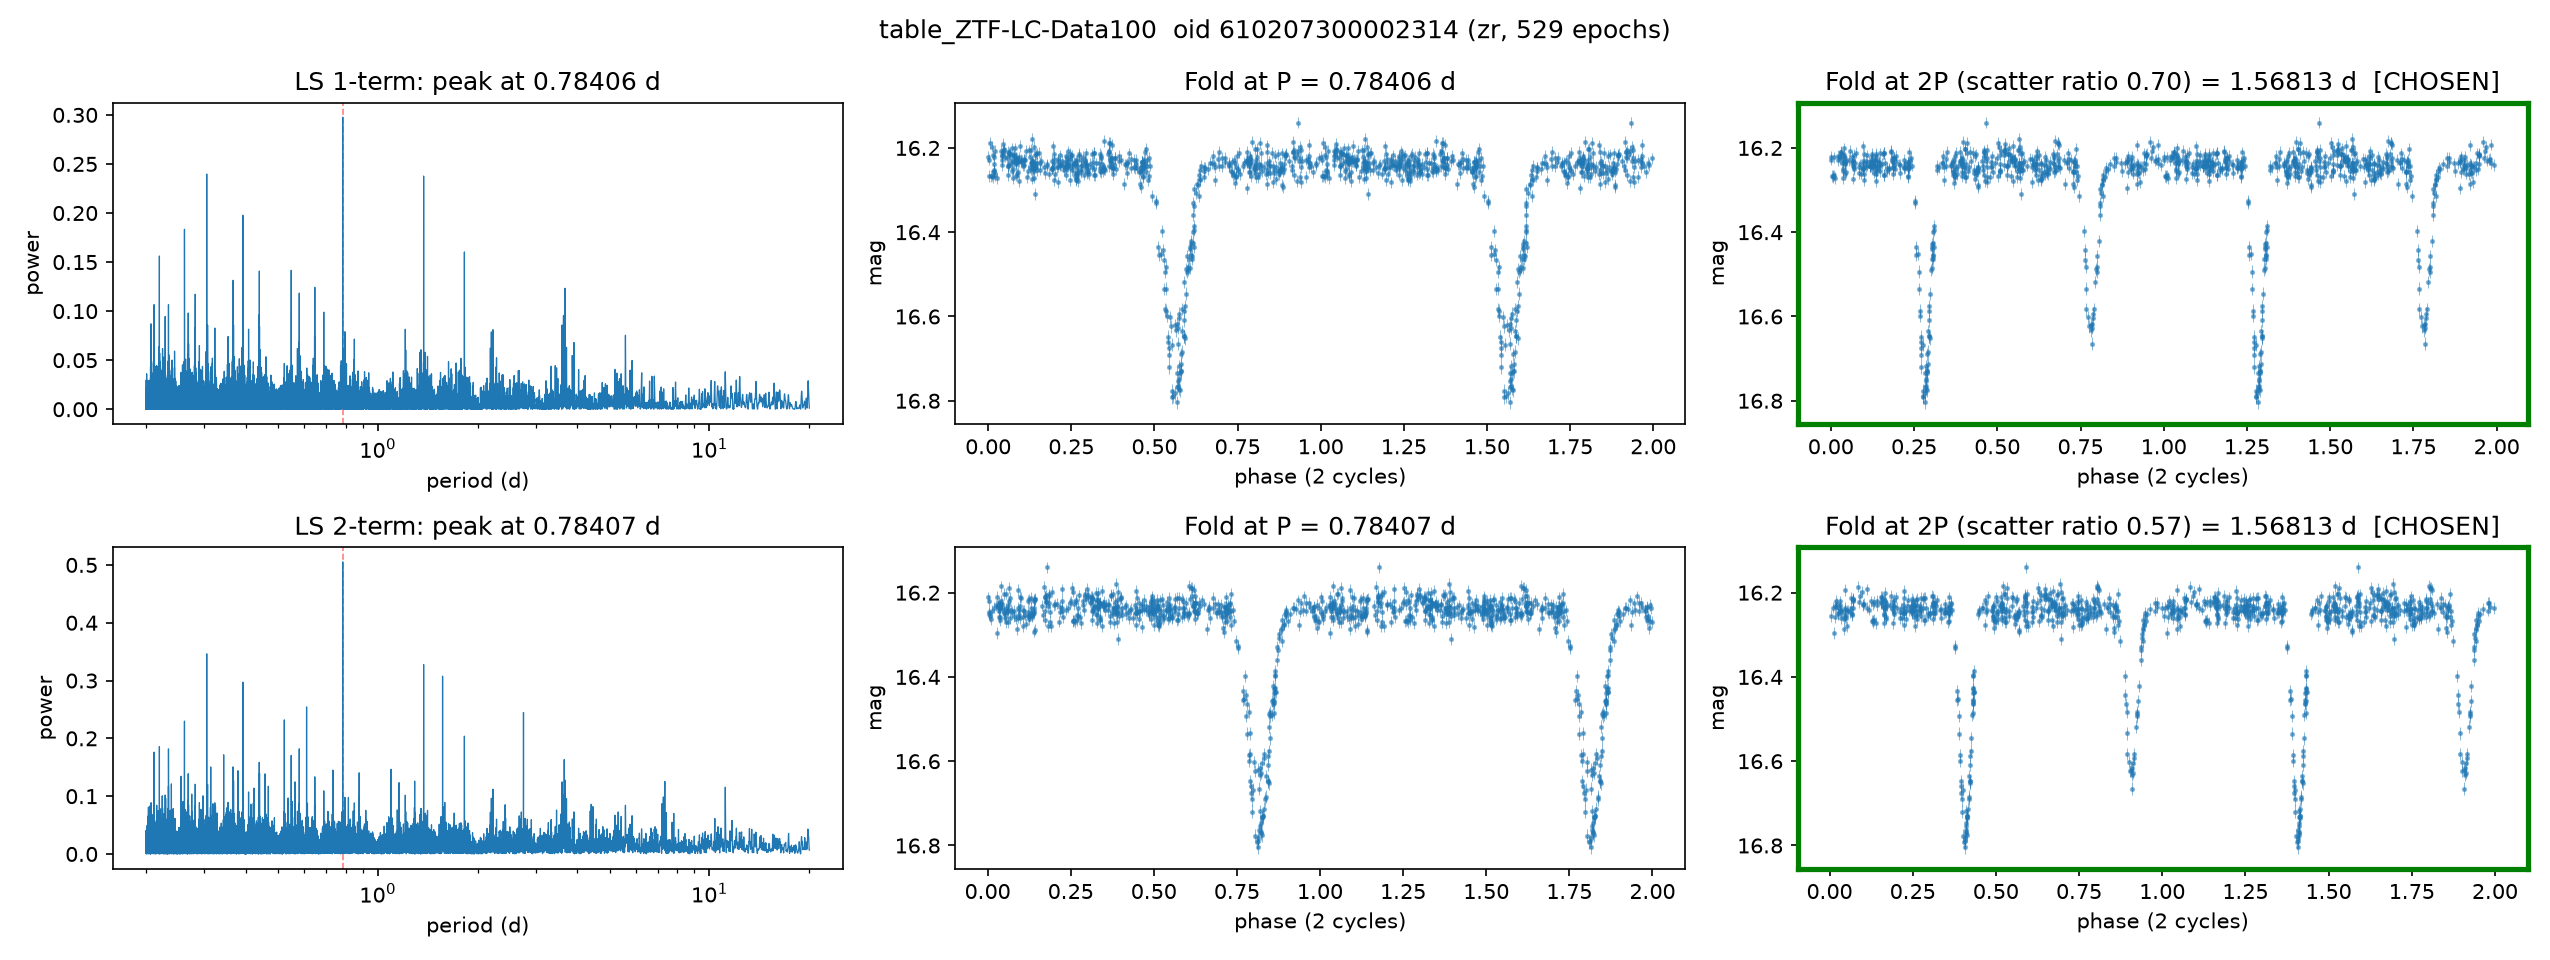 table_ZTF-LC-Data100  oid 610207300002314 (zr, 529 epochs)
LS 1-term: peak at 0.78406 d
Fold at P = 0.78406 d
Fold at 2P (scatter ratio 0.70) = 1.56813 d  [CHOSEN]
0.30
0.25
0.20
0.15
0.10
0.05
0.00
power
10⁰
10¹
period (d)
16.2
16.4
16.6
16.8
mag
0.00 0.25 0.50 0.75 1.00 1.25 1.50 1.75 2.00
phase (2 cycles)
16.2
16.4
16.6
16.8
mag
0.00 0.25 0.50 0.75 1.00 1.25 1.50 1.75 2.00
phase (2 cycles)
LS 2-term: peak at 0.78407 d
Fold at P = 0.78407 d
Fold at 2P (scatter ratio 0.57) = 1.56813 d  [CHOSEN]
0.5
0.4
0.3
0.2
0.1
0.0
power
10⁰
10¹
period (d)
16.2
16.4
16.6
16.8
mag
0.00 0.25 0.50 0.75 1.00 1.25 1.50 1.75 2.00
phase (2 cycles)
16.2
16.4
16.6
16.8
mag
0.00 0.25 0.50 0.75 1.00 1.25 1.50 1.75 2.00
phase (2 cycles)